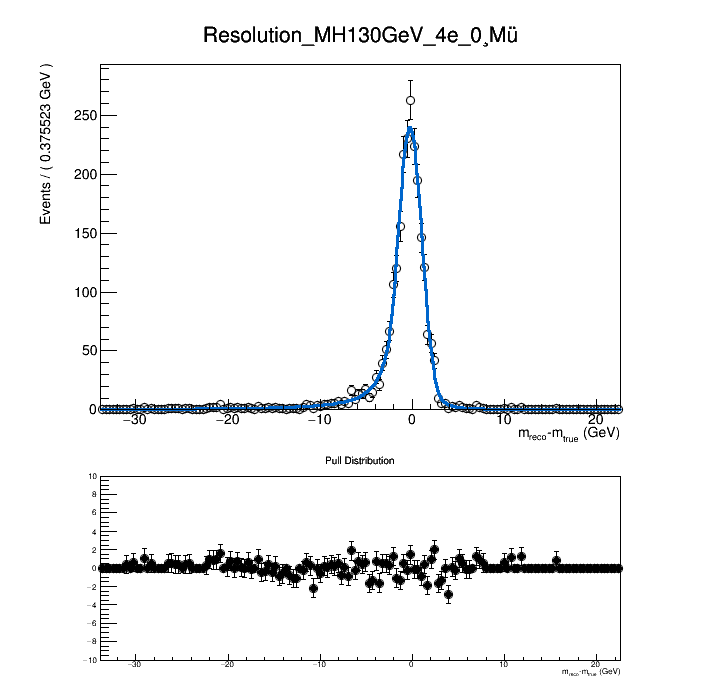 Resolution_MH130GeV_4e_0¸Mü
Events / ( 0.375523 GeV )
250
200
150
100
50
0
−30 −20 −10 0 10 20
m_reco-m_true (GeV)
Pull Distribution
10
8
6
4
2
0
−2
−4
−6
−8
−10
−30 −20 −10 0 10 20
m_reco-m_true (GeV)